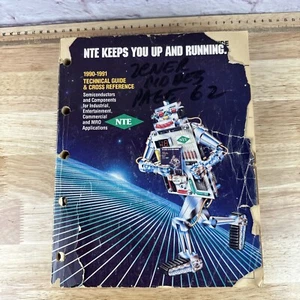 NTE KEEPS YOU UP AND RUNNING.
1990-1991
TECHNICAL GUIDE
& CROSS REFERENCE
Semiconductors
and Components
for Industrial,
Entertainment,
Commercial
and MRO
Applications
NTE